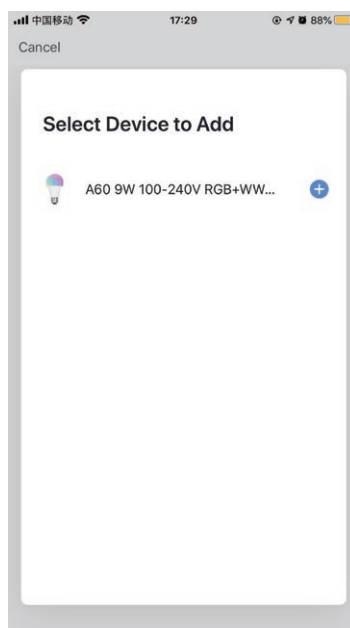 中国移动 17:29 88%
Cancel
Select Device to Add
A60 9W 100-240V RGB+WW...